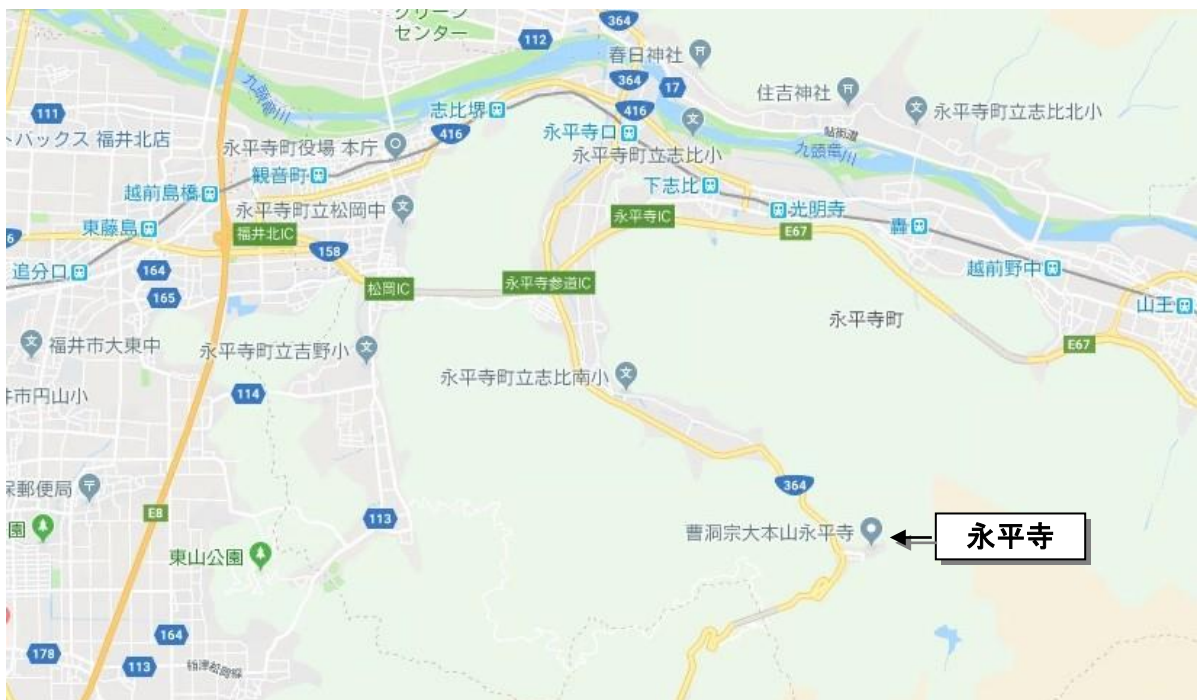 グリーン
センター
364
112
春日神社
364
17
住吉神社
永平寺町立志比北小
111
九頭竜川
志比堺
416
416
鮎街道
トバックス 福井北店
永平寺町役場 本庁
永平寺口
九頭竜川
永平寺町立志比小
観音町
越前島橋
下志比
永平寺町立松岡中
永平寺IC
光明寺
東藤島
福井北IC
E67
轟
6
158
追分口
164
越前野中
永平寺参道IC
松岡IC
165
山王
永平寺町
福井市大東中
永平寺町立吉野小
E67
永平寺町立志比南小
井市円山小
114
364
保郵便局
E8
113
園
曹洞宗大本山永平寺
永平寺
東山公園
164
178
113